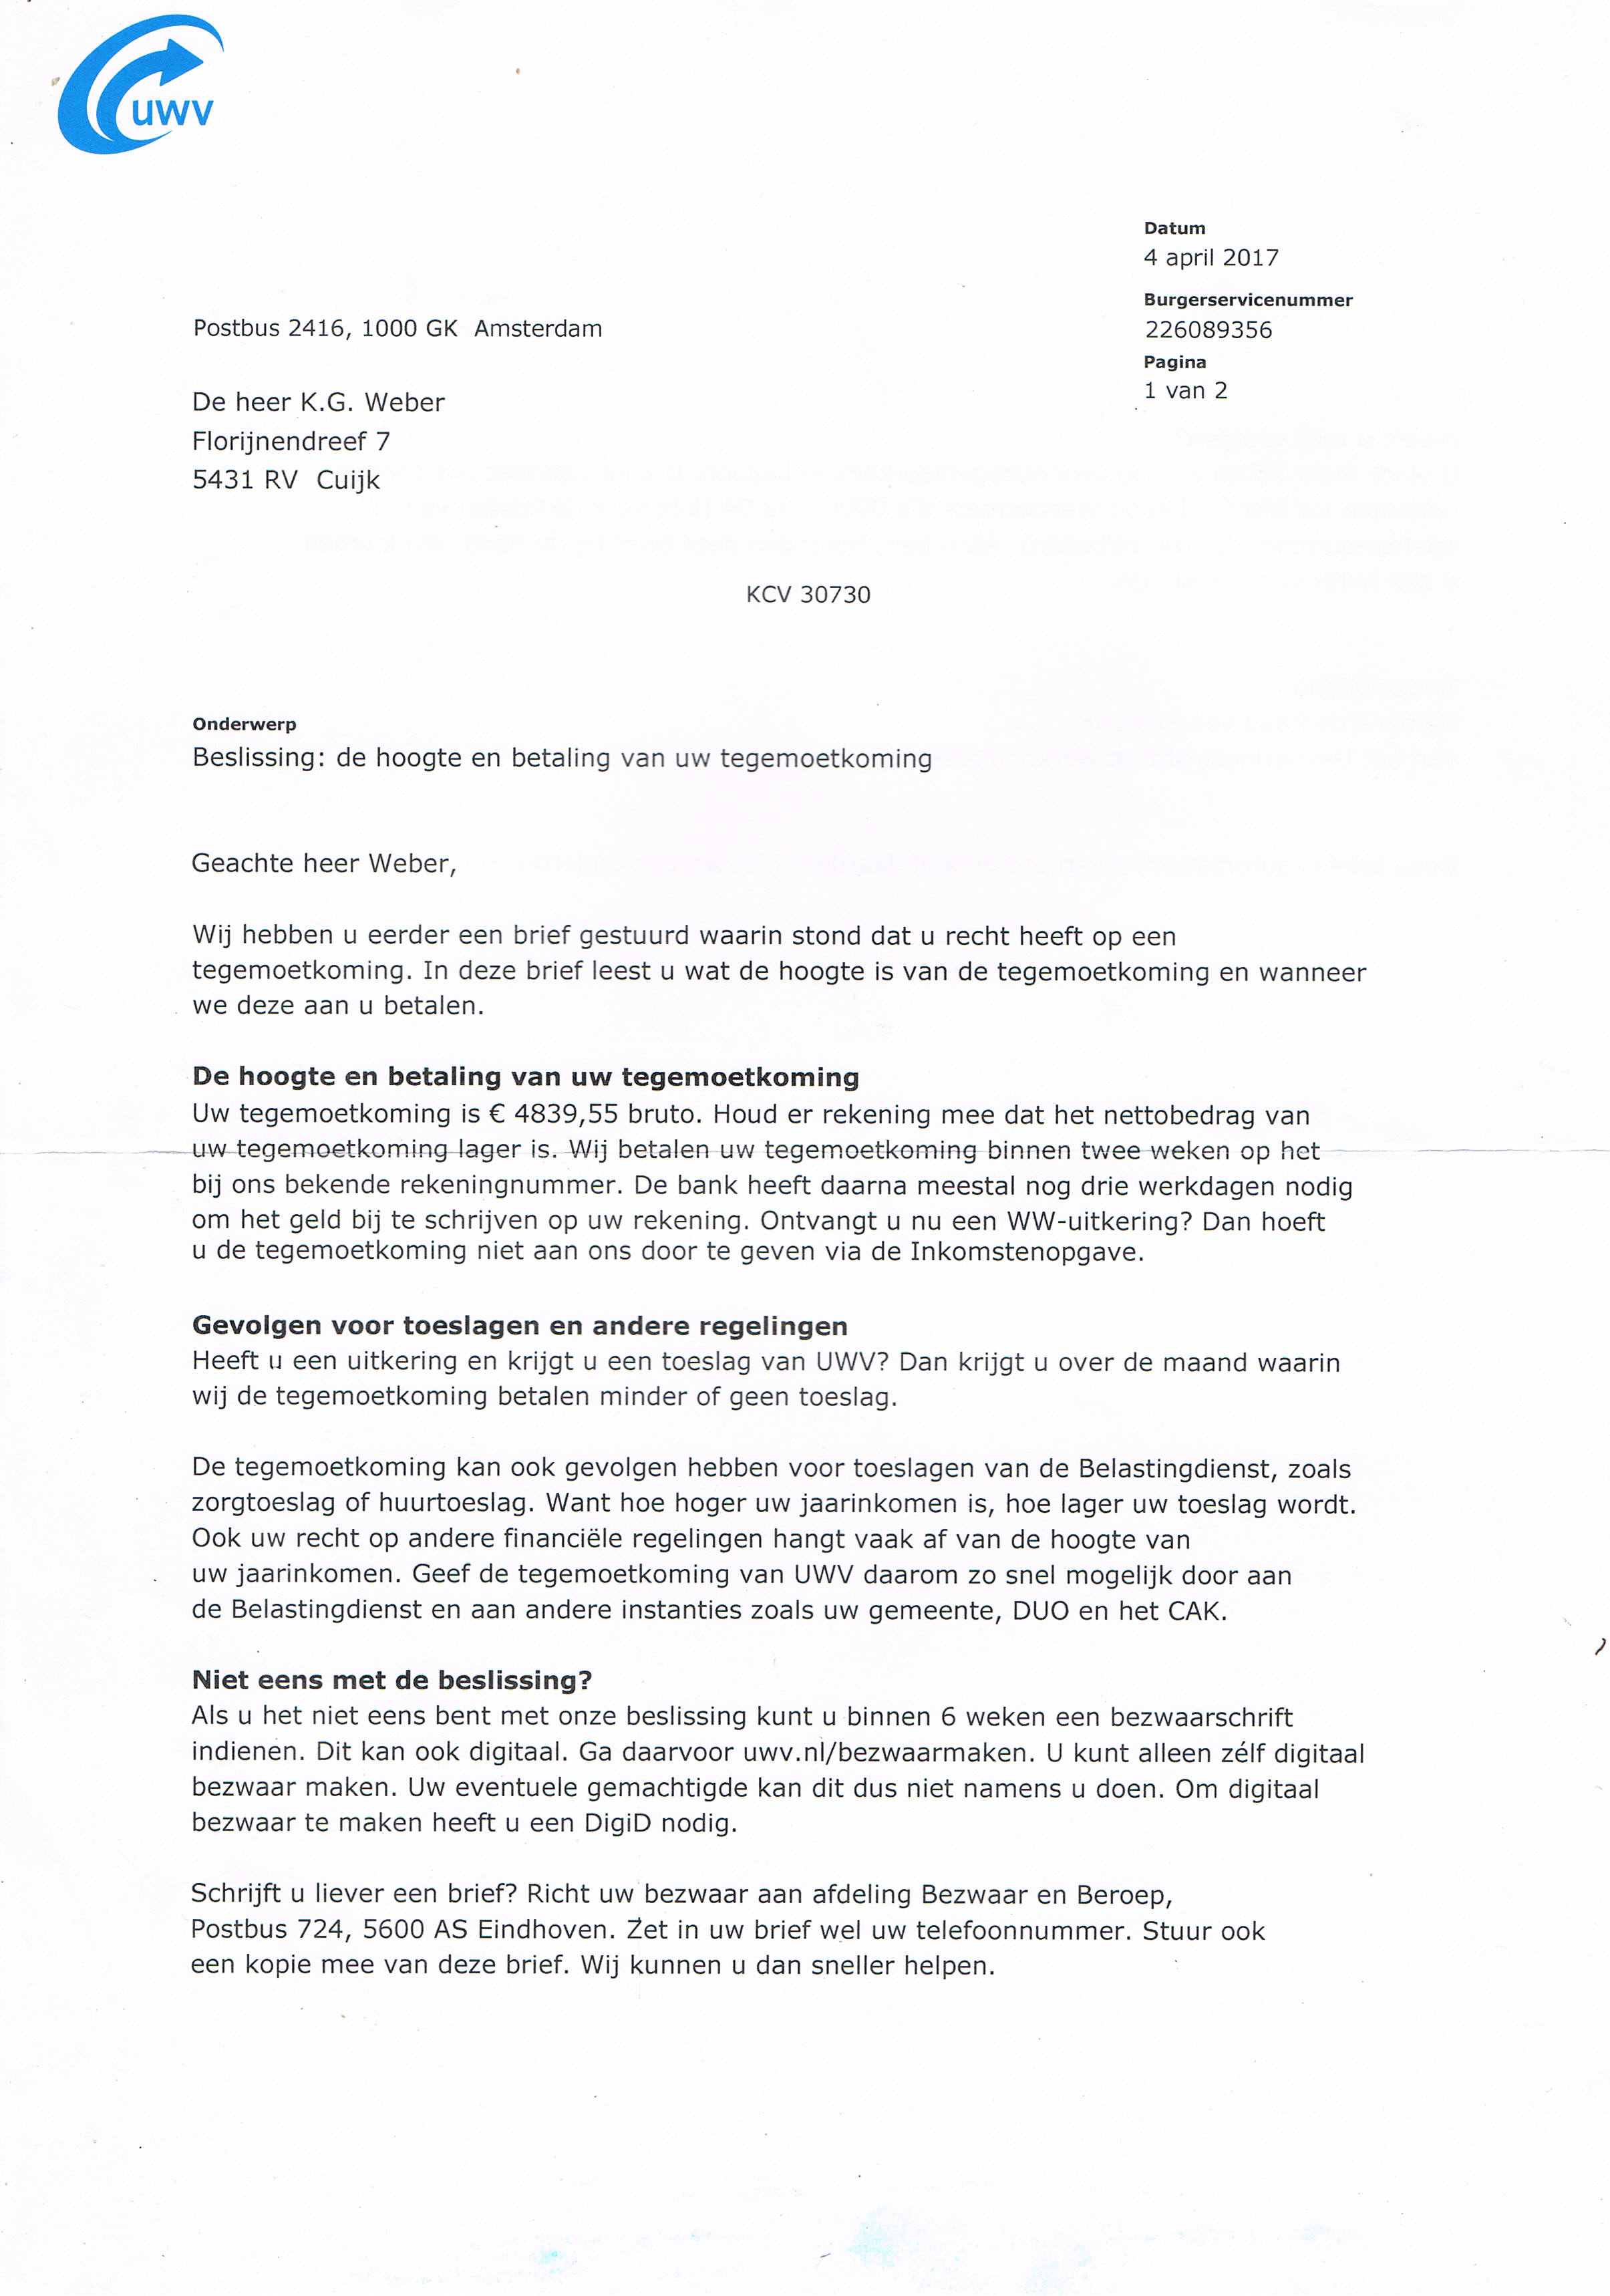 uwv
Datum
4 april 2017
Burgerservicenummer
226089356
Pagina
1 van 2
Postbus 2416, 1000 GK  Amsterdam
De heer K.G. Weber
Florijnendreef 7
5431 RV  Cuijk
KCV 30730
Onderwerp
Beslissing: de hoogte en betaling van uw tegemoetkoming
Geachte heer Weber,
Wij hebben u eerder een brief gestuurd waarin stond dat u recht heeft op een
tegemoetkoming. In deze brief leest u wat de hoogte is van de tegemoetkoming en wanneer
we deze aan u betalen.
De hoogte en betaling van uw tegemoetkoming
Uw tegemoetkoming is € 4839,55 bruto. Houd er rekening mee dat het nettobedrag van
uw tegemoetkoming lager is. Wij betalen uw tegemoetkoming binnen twee weken op het
bij ons bekende rekeningnummer. De bank heeft daarna meestal nog drie werkdagen nodig
om het geld bij te schrijven op uw rekening. Ontvangt u nu een WW-uitkering? Dan hoeft
u de tegemoetkoming niet aan ons door te geven via de Inkomstenopgave.
Gevolgen voor toeslagen en andere regelingen
Heeft u een uitkering en krijgt u een toeslag van UWV? Dan krijgt u over de maand waarin
wij de tegemoetkoming betalen minder of geen toeslag.
De tegemoetkoming kan ook gevolgen hebben voor toeslagen van de Belastingdienst, zoals
zorgtoeslag of huurtoeslag. Want hoe hoger uw jaarinkomen is, hoe lager uw toeslag wordt.
Ook uw recht op andere financiële regelingen hangt vaak af van de hoogte van
uw jaarinkomen. Geef de tegemoetkoming van UWV daarom zo snel mogelijk door aan
de Belastingdienst en aan andere instanties zoals uw gemeente, DUO en het CAK.
Niet eens met de beslissing?
Als u het niet eens bent met onze beslissing kunt u binnen 6 weken een bezwaarschrift
indienen. Dit kan ook digitaal. Ga daarvoor uwv.nl/bezwaarmaken. U kunt alleen zélf digitaal
bezwaar maken. Uw eventuele gemachtigde kan dit dus niet namens u doen. Om digitaal
bezwaar te maken heeft u een DigiD nodig.
Schrijft u liever een brief? Richt uw bezwaar aan afdeling Bezwaar en Beroep,
Postbus 724, 5600 AS Eindhoven. Zet in uw brief wel uw telefoonnummer. Stuur ook
een kopie mee van deze brief. Wij kunnen u dan sneller helpen.